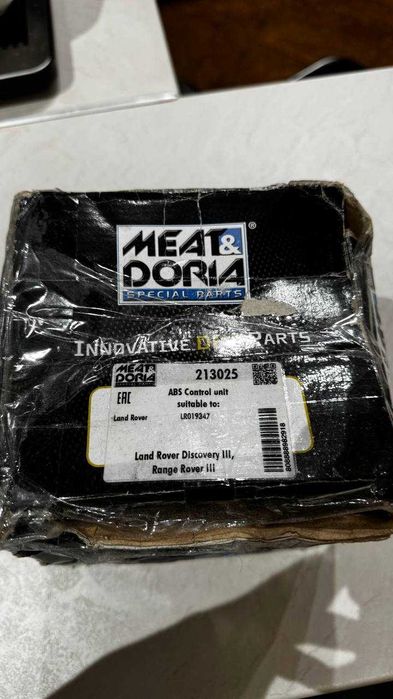 MEAT&
DORIA®
SPECIAL PARTS
INNOVATIVE PARTS
MEAT&
DORIA
213025
EAC
ABS Control unit
suitable to:
Land Rover
LR019347
Land Rover Discovery III,
Range Rover III